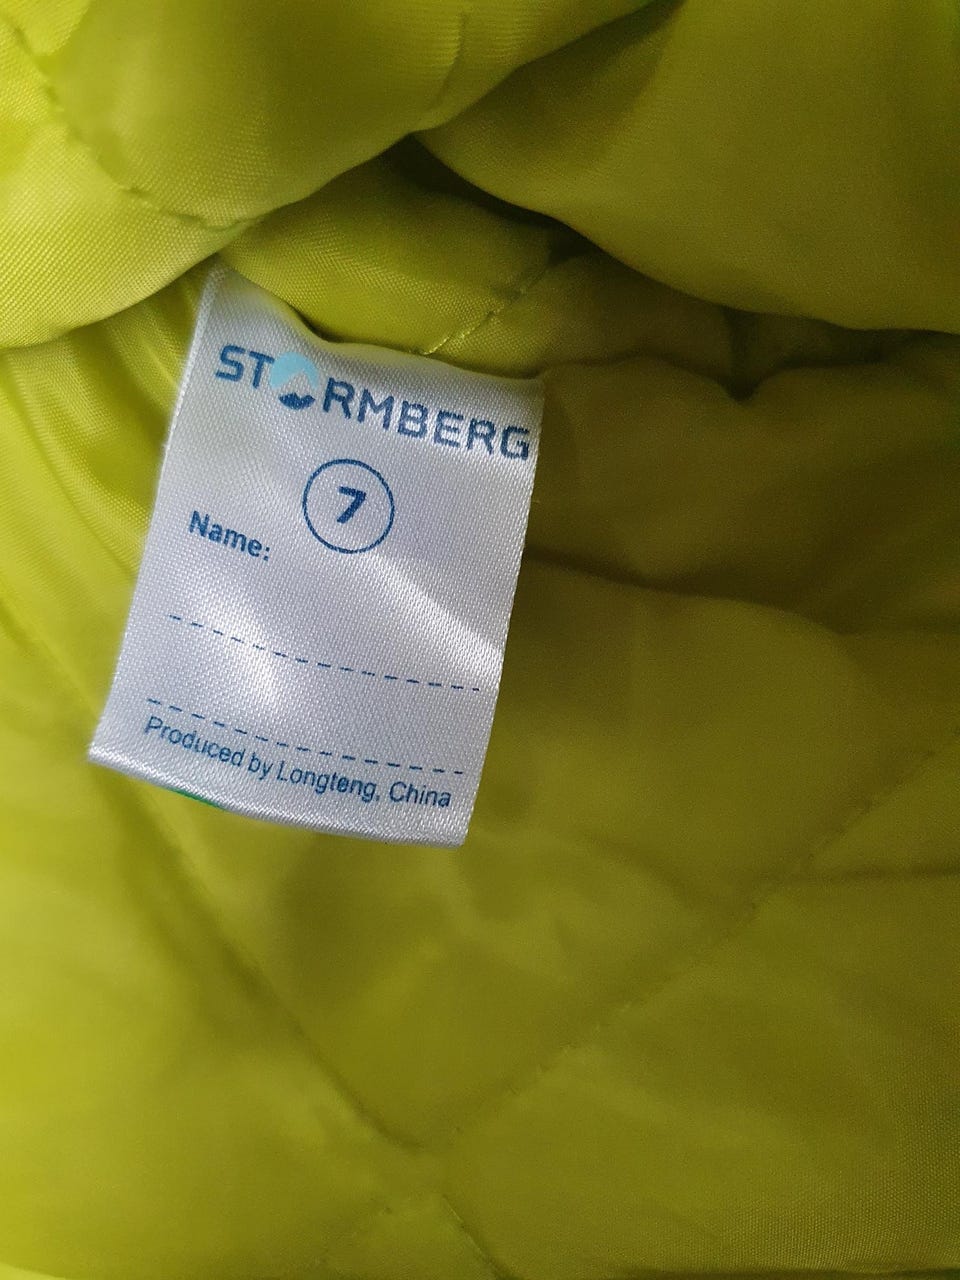 STORMBERG
7
Name:
Produced by Longteng, China